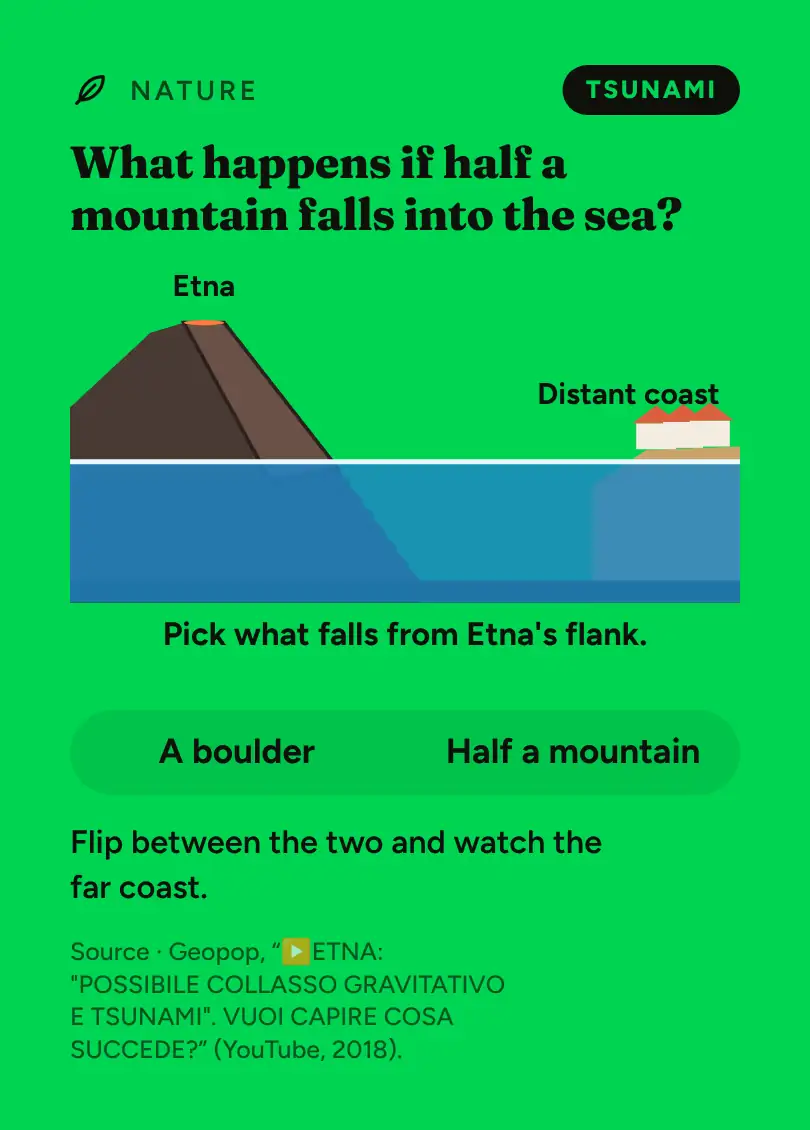 NATURE
TSUNAMI
What happens if half a
mountain falls into the sea?
Etna
Distant coast
Pick what falls from Etna's flank.
A boulder
Half a mountain
Flip between the two and watch the
far coast.
Source · Geopop, “▶️ETNA:
"POSSIBILE COLLASSO GRAVITATIVO
E TSUNAMI". VUOI CAPIRE COSA
SUCCEDE?” (YouTube, 2018).